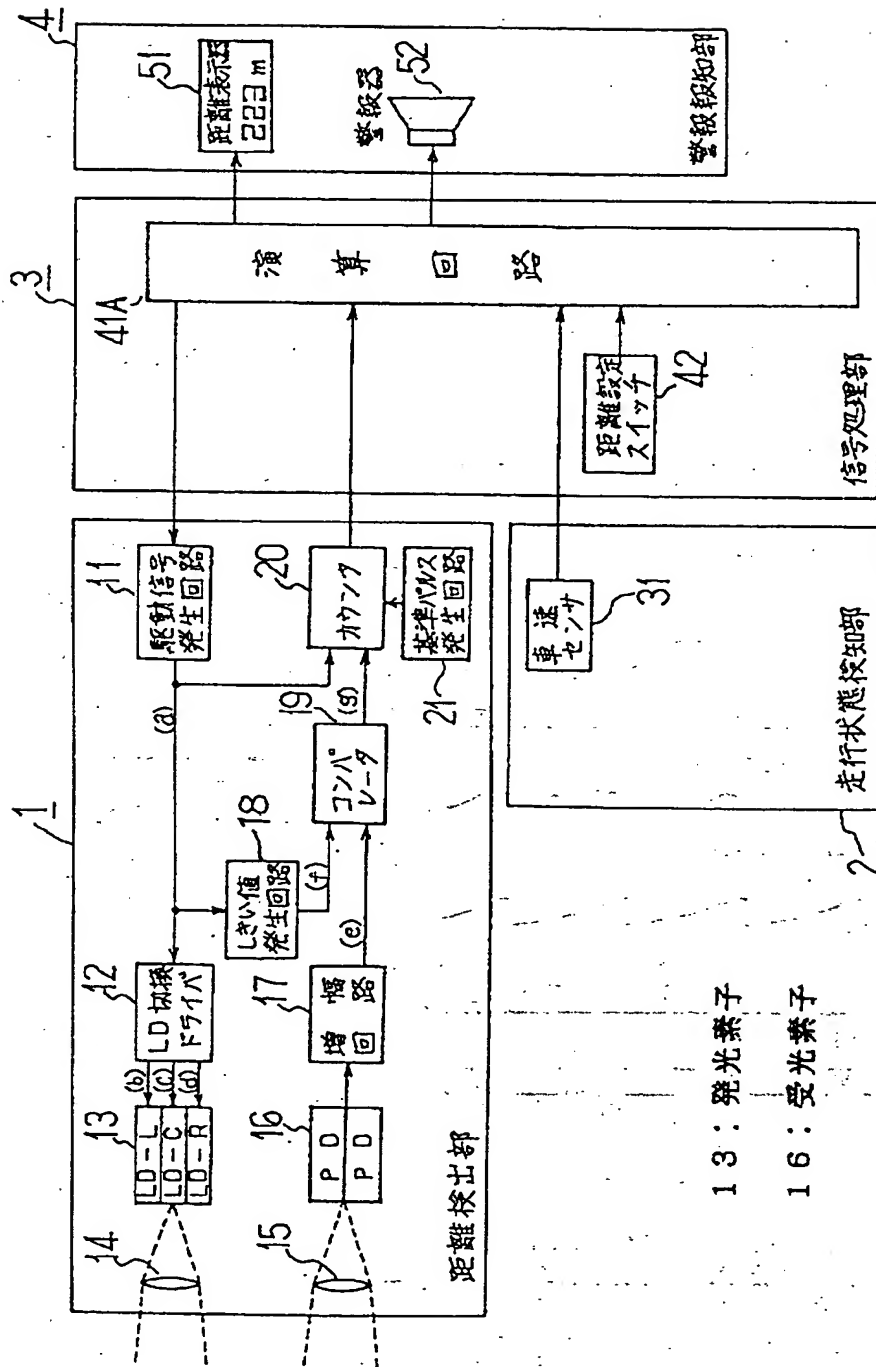 1
11
駆動信号
発生回路
(a)
12
LD切換
ドライバ
(b)
(c)
(d)
13
LD-L
LD-C
LD-R
14
18
しきい値
発生回路
(f)
19
コンパ
レータ
(g)
20
カウンタ
基準パルス
発生回路
21
(e)
17
増幅
回路
16
PD
PD
15
距離検出部
2
走行状態検知部
車速
センサ
31
3
41A
演算回路
距離設定
スイッチ
42
信号処理部
4
距離表示器
223m
51
警報器
52
警報報知部
13：発光素子
16：受光素子